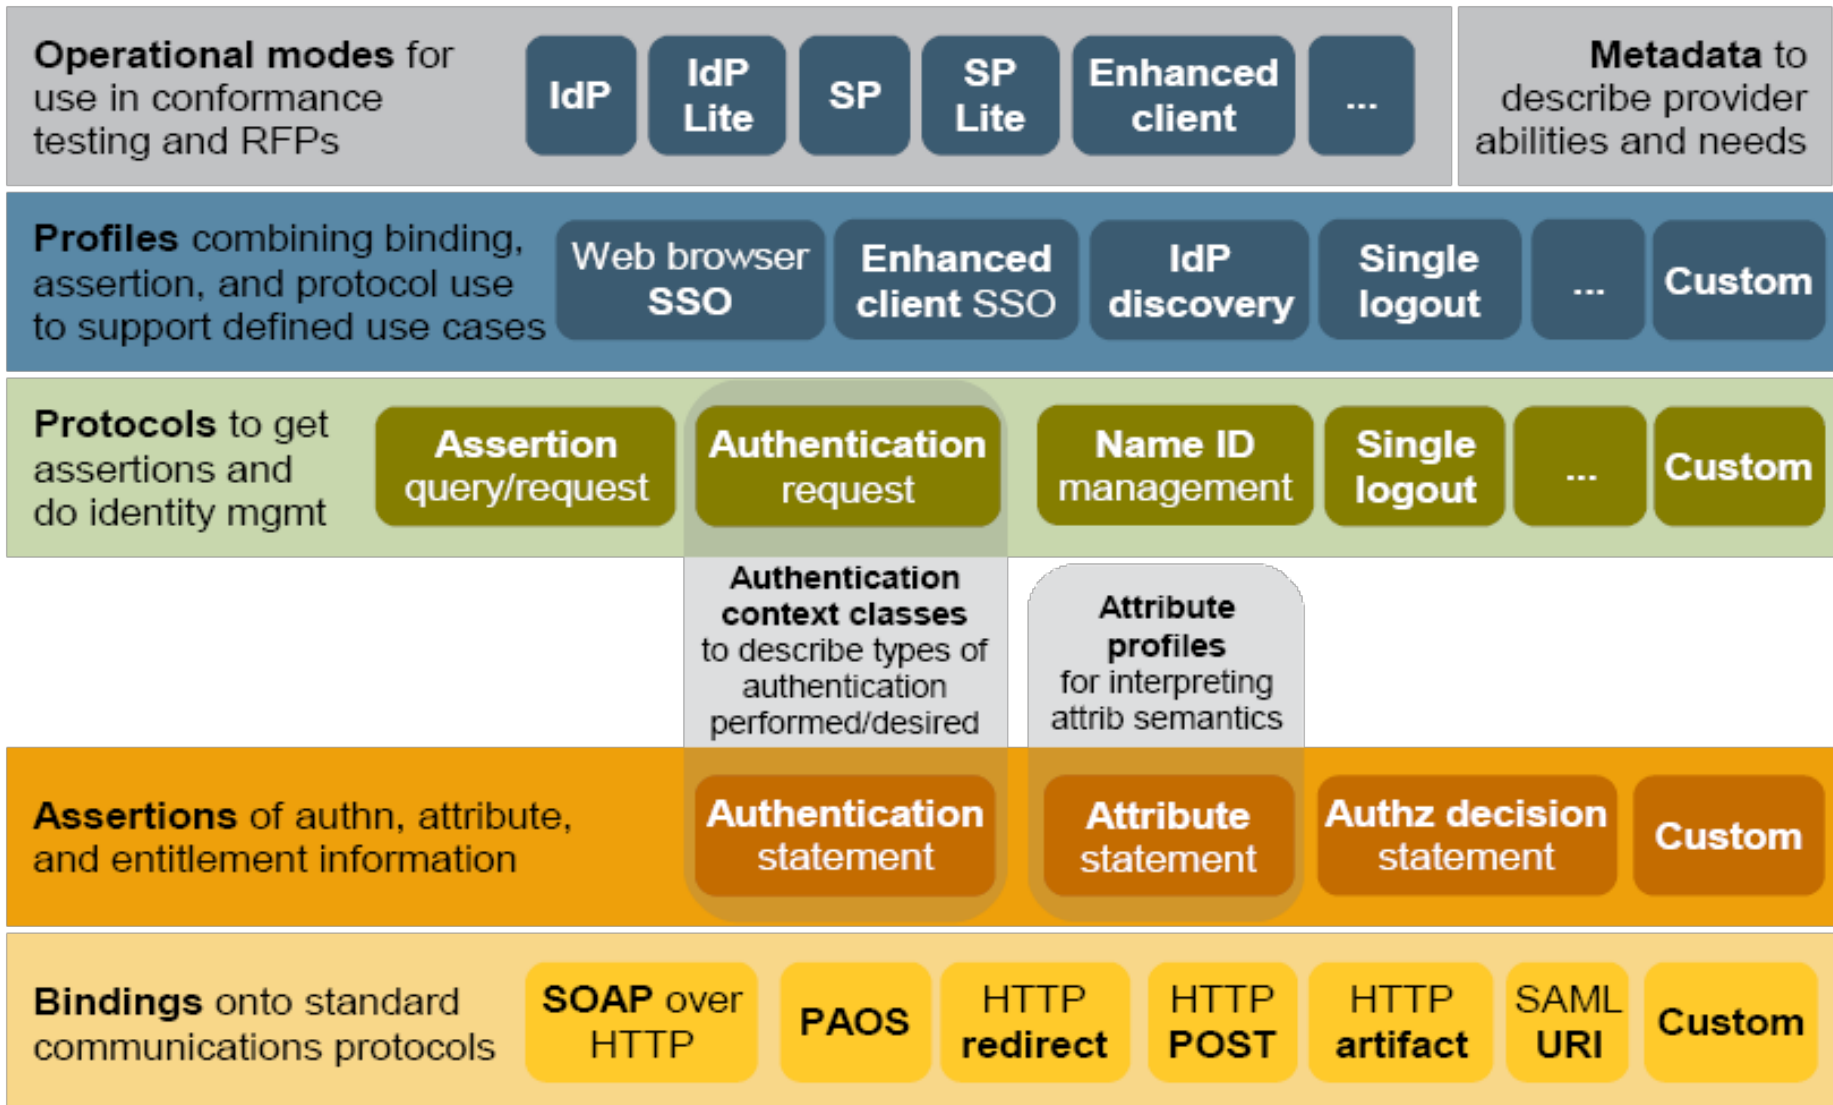 Operational modes for
use in conformance
testing and RFPs
IdP
IdP
Lite
SP
SP
Lite
Enhanced
client
...
Metadata to
describe provider
abilities and needs
Profiles combining binding,
assertion, and protocol use
to support defined use cases
Web browser
SSO
Enhanced
client SSO
IdP
discovery
Single
logout
...
Custom
Protocols to get
assertions and
do identity mgmt
Assertion
query/request
Authentication
request
Name ID
management
Single
logout
...
Custom
Authentication
context classes
to describe types of
authentication
performed/desired
Attribute
profiles
for interpreting
attrib semantics
Assertions of authn, attribute,
and entitlement information
Authentication
statement
Attribute
statement
Authz decision
statement
Custom
Bindings onto standard
communications protocols
SOAP over
HTTP
PAOS
HTTP
redirect
HTTP
POST
HTTP
artifact
SAML
URI
Custom